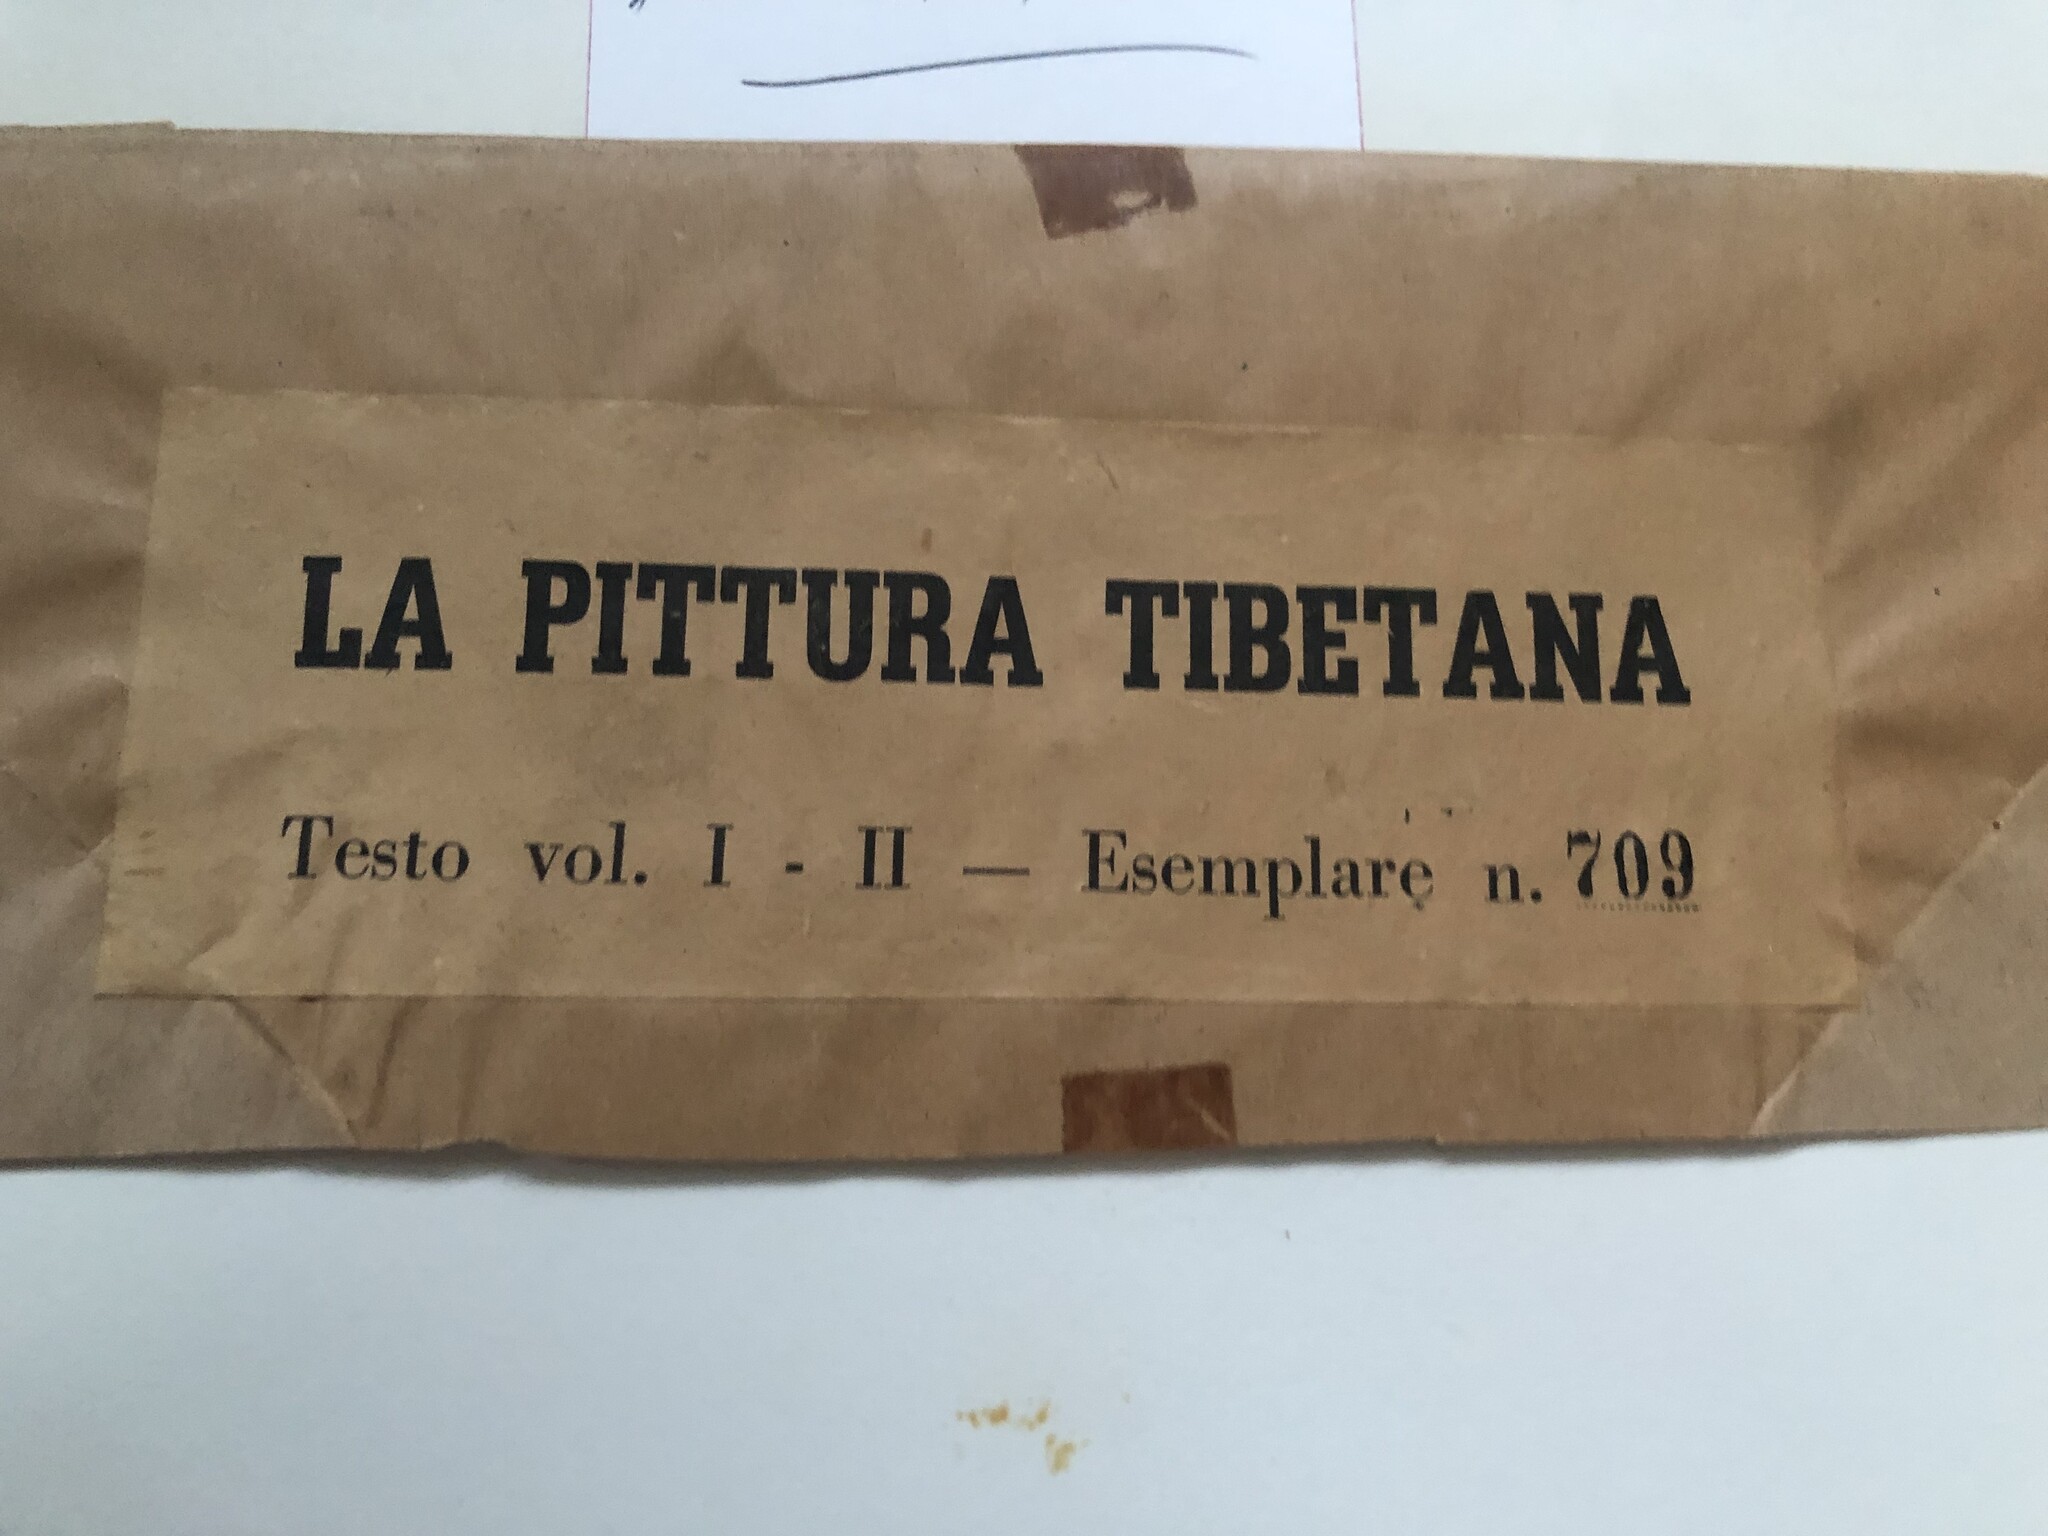 LA PITTURA TIBETANA
Testo vol. I - II — Esemplare n. 709